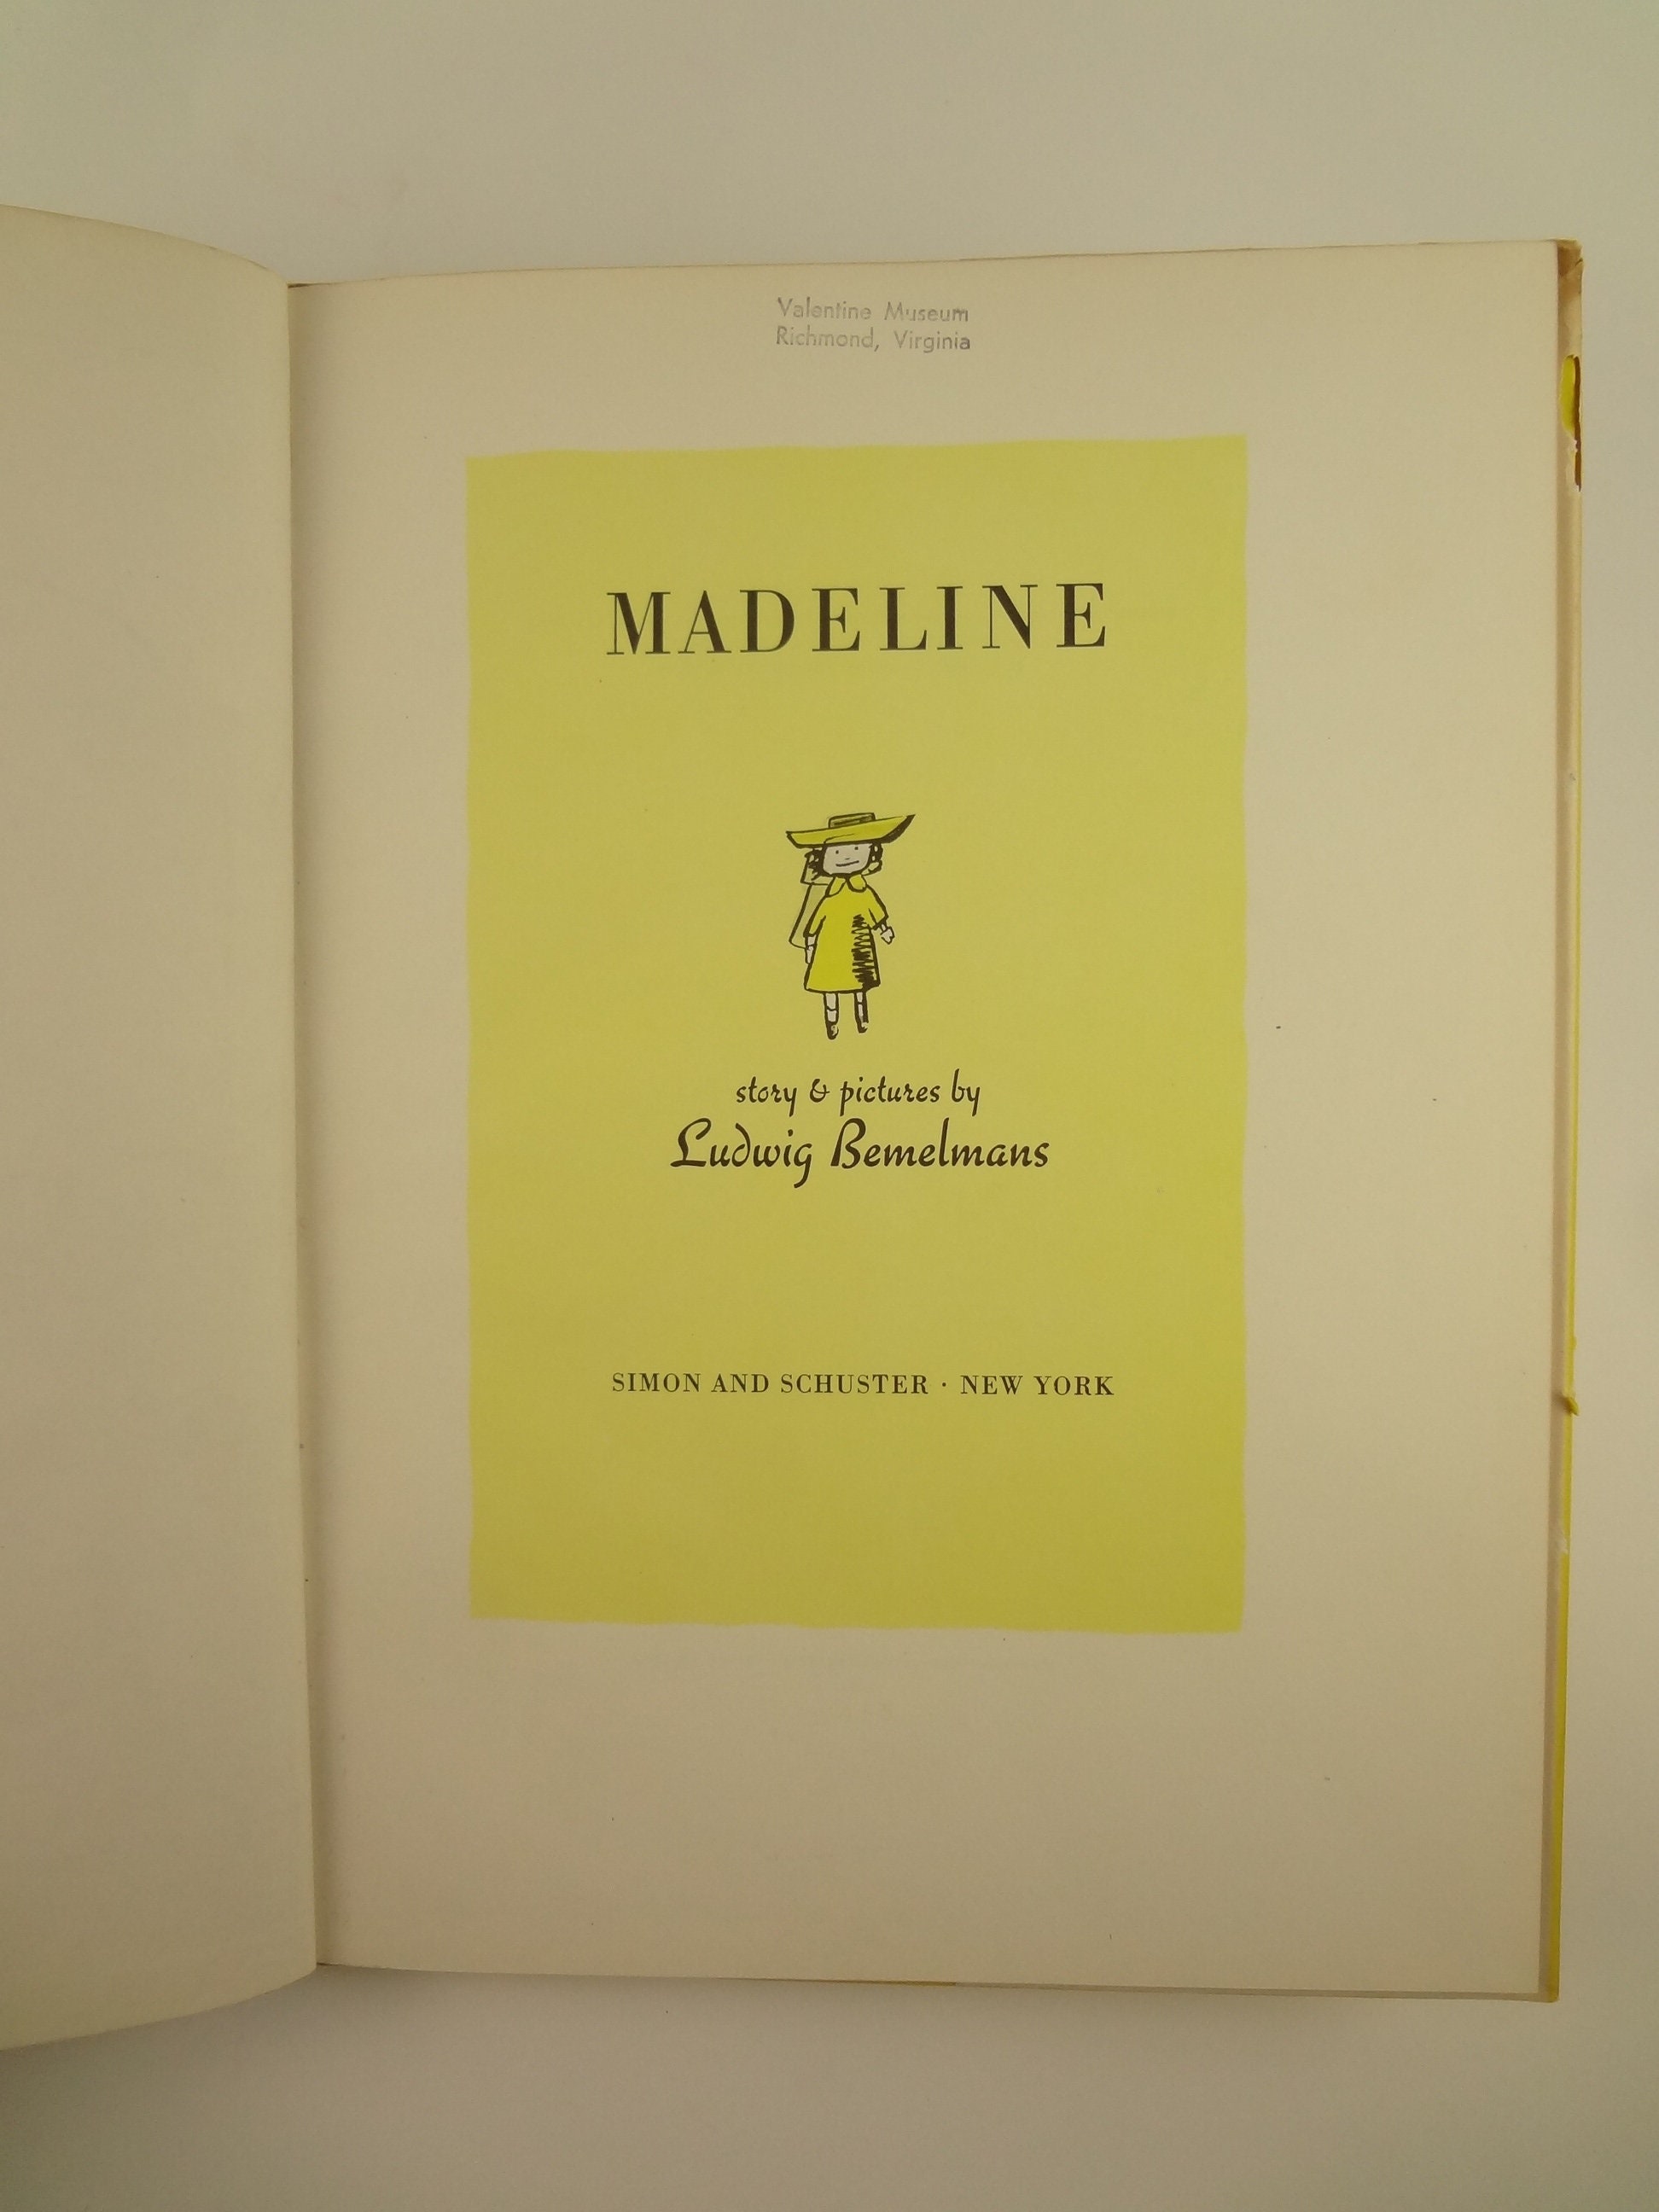 Valentine Museum
Richmond, Virginia
MADELINE
story & pictures by
Ludwig Bemelmans
SIMON AND SCHUSTER · NEW YORK